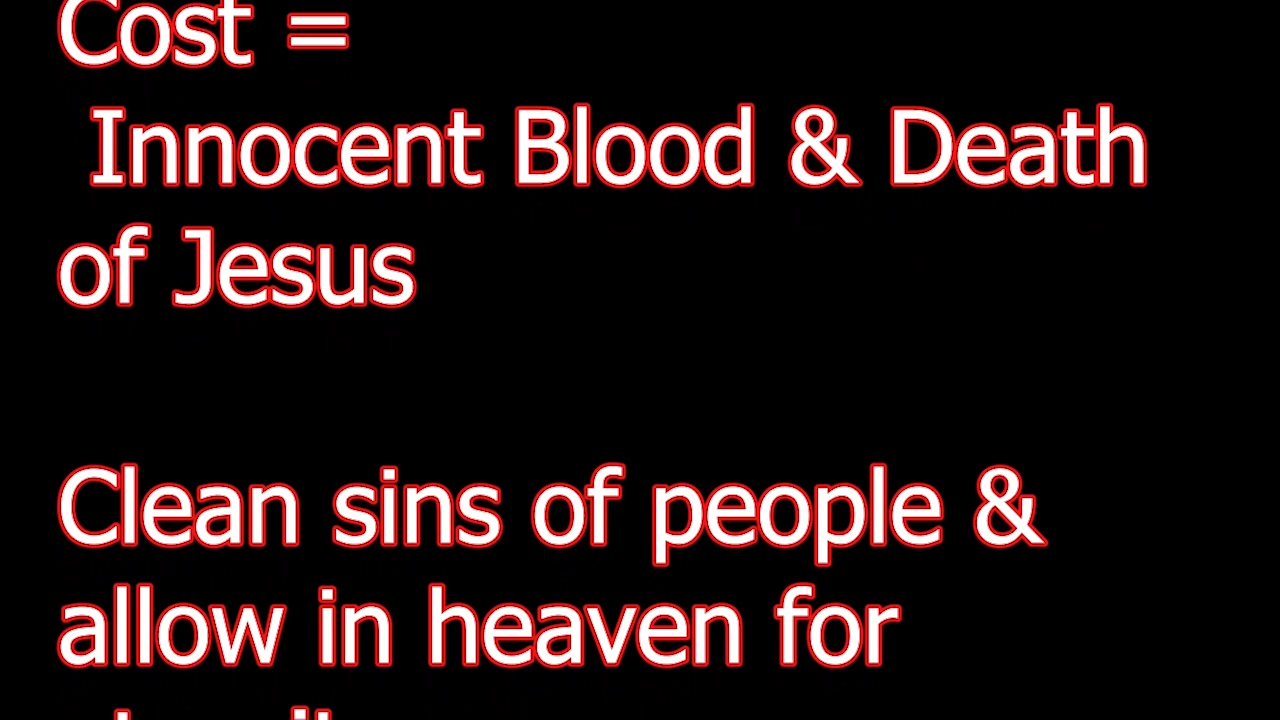 Cost =
Innocent Blood & Death
of Jesus
Clean sins of people &
allow in heaven for